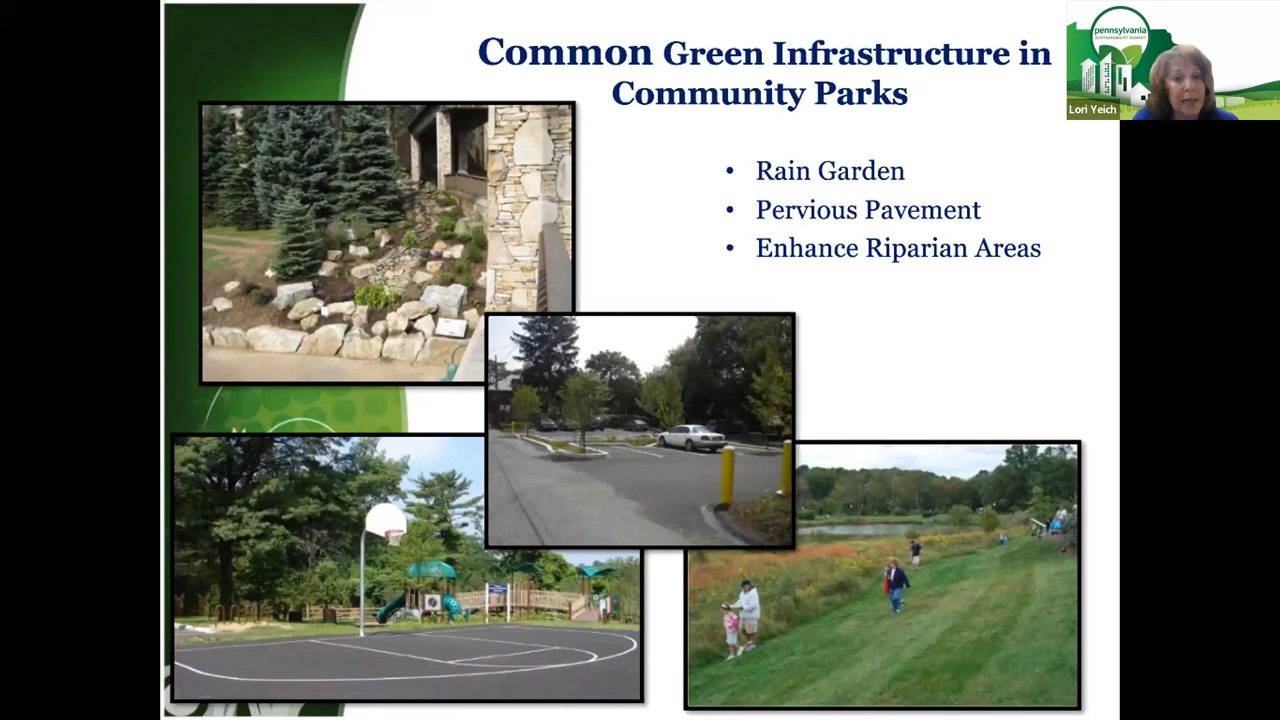 Common Green Infrastructure in
Community Parks
• Rain Garden
• Pervious Pavement
• Enhance Riparian Areas
pennsylvania
SUSTAINABILITY SUMMIT
Lori Yeich